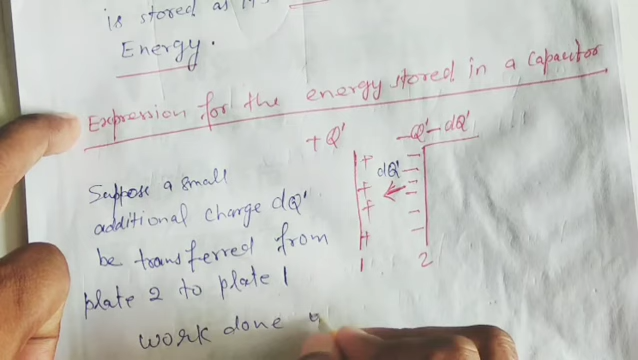 is stored as
Energy.
Expression for the energy stored in a Capacitor
+Q' -Q'-dQ'
dQ'
Suppose a small
additional charge dQ'
be transferred from
plate 2 to plate 1
1 2
work done